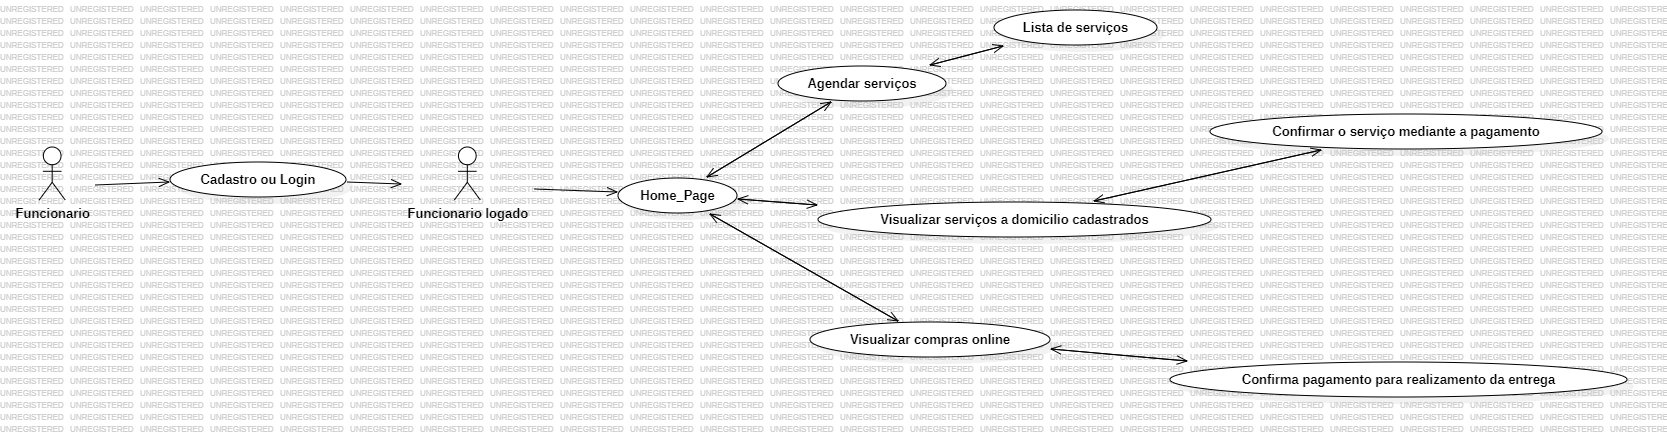 Lista de serviços
Agendar serviços
Confirmar o serviço mediante a pagamento
Cadastro ou Login
Home_Page
Funcionario
Funcionario logado
Visualizar serviços a domicilio cadastrados
Visualizar compras online
Confirma pagamento para realizamento da entrega
UNREGISTERED